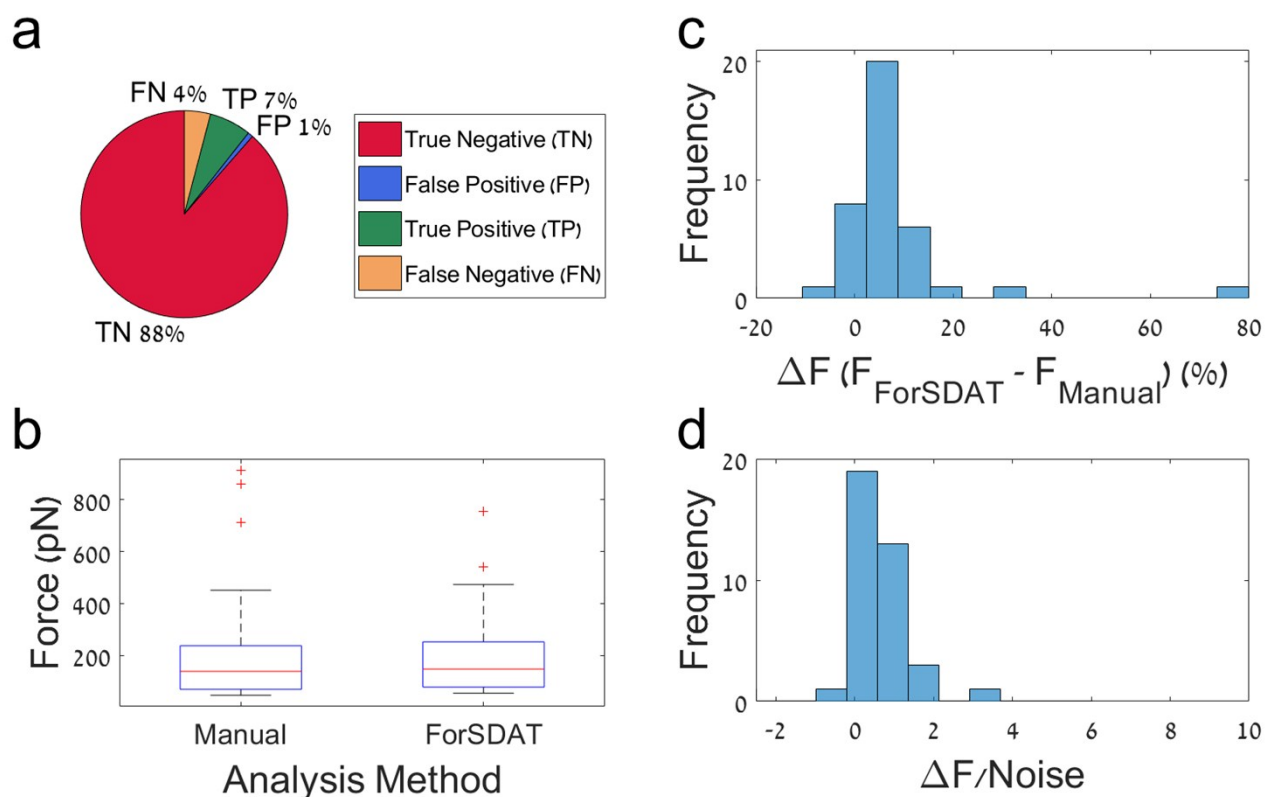 a
FN 4%
TP 7%
FP 1%
TN 88%
True Negative (TN)
False Positive (FP)
True Positive (TP)
False Negative (FN)
b
Force (pN)
800
600
400
200
Manual
ForSDAT
Analysis Method
c
Frequency
20
10
0
-20
0
20
40
60
80
ΔF (F_ForSDAT - F_Manual) (%)
d
Frequency
20
10
0
-2
0
2
4
6
8
10
ΔF/Noise